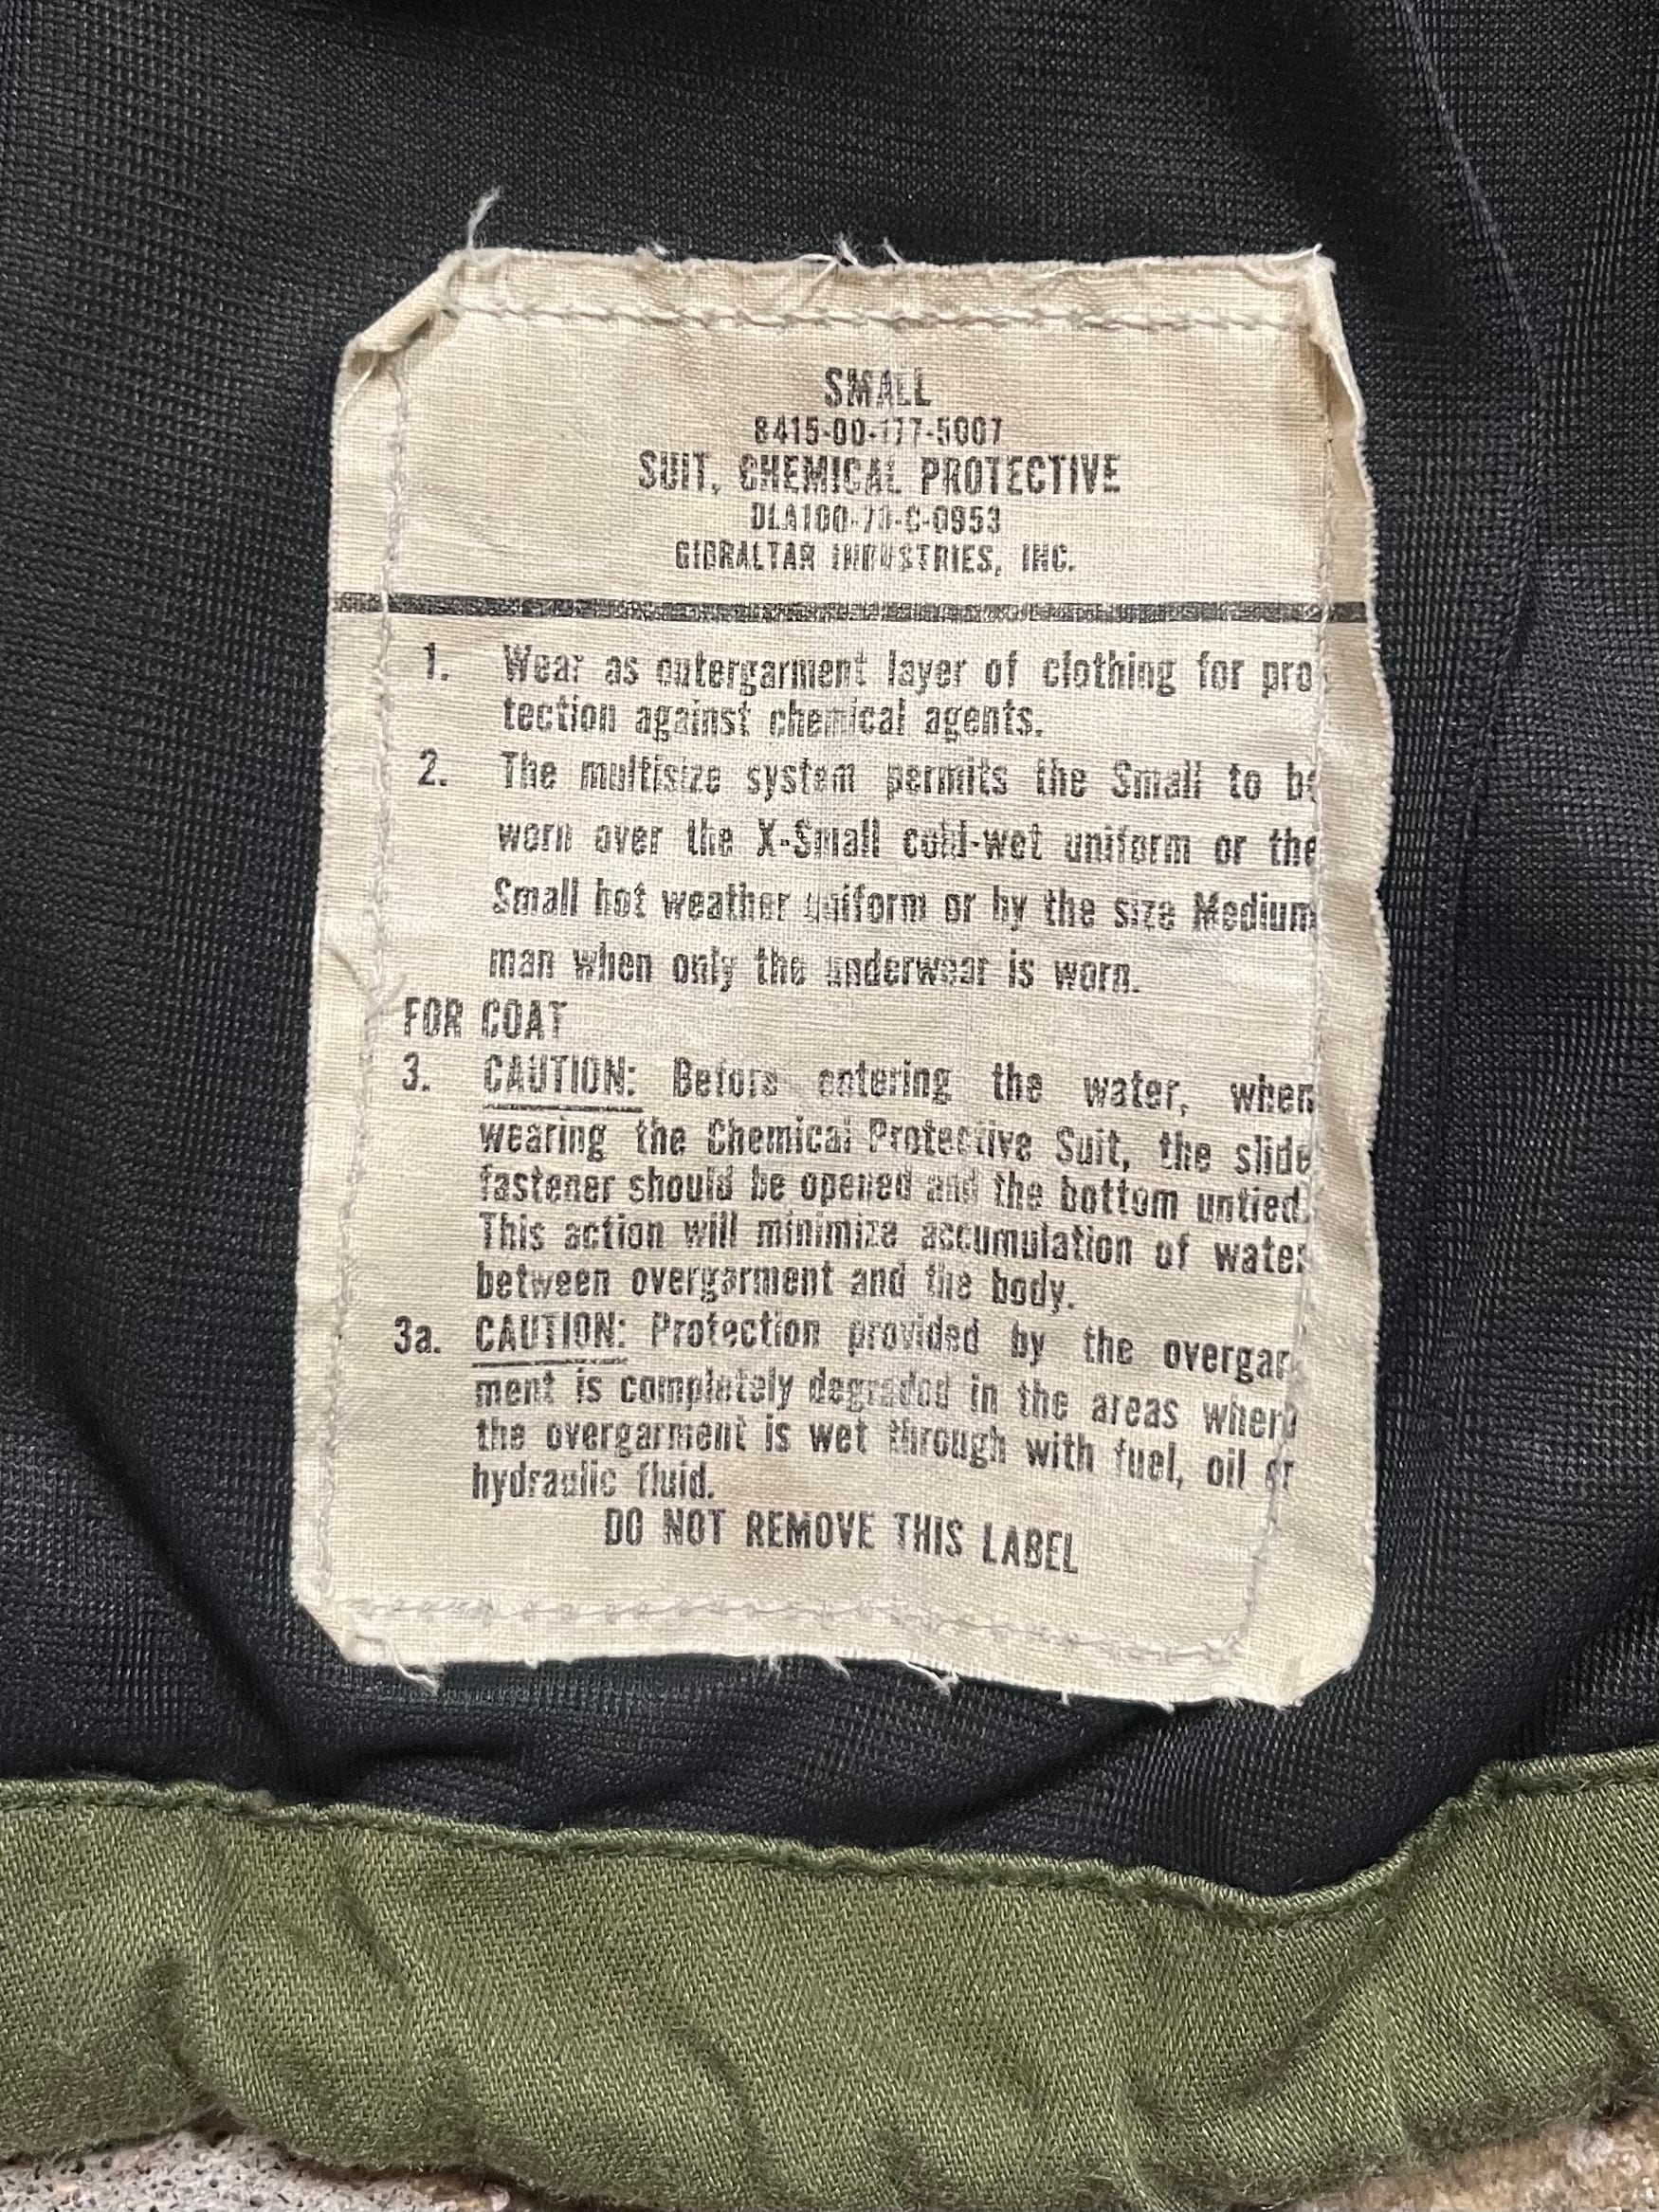 SMALL
8415-00-177-5007
SUIT, CHEMICAL PROTECTIVE
GIBRALTAR INDUSTRIES, INC.
1. Wear as outergarment layer of clothing for pro
tection against chemical agents.
2. The multisize system permits the Small to be
worn over the X-Small cold-wet uniform or the
Small hot weather uniform or by the size Medium
man when only the underwear is worn.
FOR COAT
3. CAUTION: Before entering the water, when
wearing the Chemical Protective Suit, the slide
fastener should be opened and the bottom untied.
This action will minimize accumulation of water
between overgarment and the body.
3a. CAUTION: Protection provided by the overgar
ment is completely degraded in the areas where
the overgarment is wet through with fuel, oil or
hydraulic fluid.
DO NOT REMOVE THIS LABEL